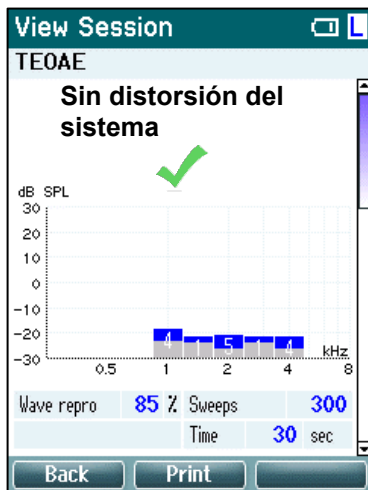 View Session L
TEOAE
Sin distorsión del
sistema
dB SPL
30
20
10
0
-10
-20
-30
4 1 5 1 4
kHz
0.5 1 2 4 8
Wave repro 85 % Sweeps 300
Time 30 sec
Back Print